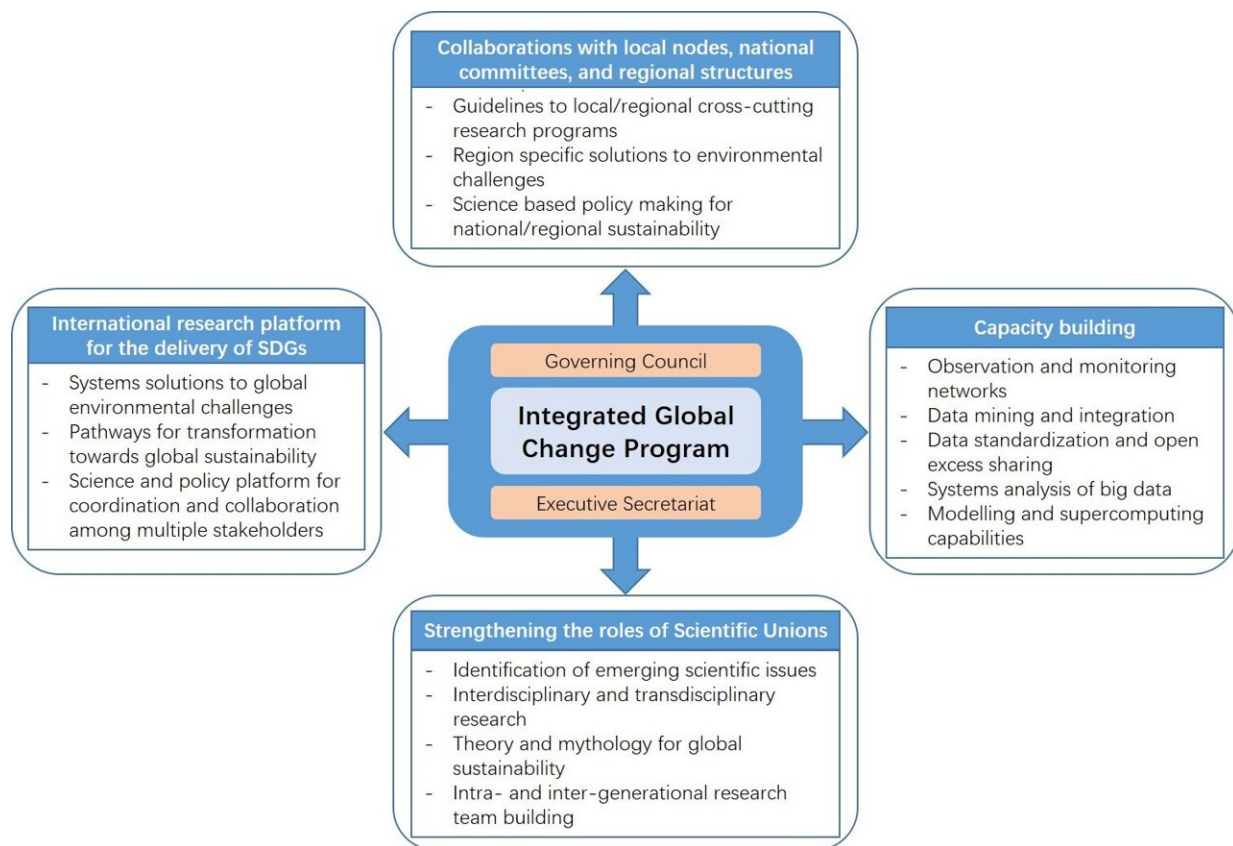 Collaborations with local nodes, national
committees, and regional structures
- Guidelines to local/regional cross-cutting
research programs
- Region specific solutions to environmental
challenges
- Science based policy making for
national/regional sustainability
International research platform
for the delivery of SDGs
- Systems solutions to global
environmental challenges
- Pathways for transformation
towards global sustainability
- Science and policy platform for
coordination and collaboration
among multiple stakeholders
Governing Council
Integrated Global
Change Program
Executive Secretariat
Capacity building
- Observation and monitoring
networks
- Data mining and integration
- Data standardization and open
excess sharing
- Systems analysis of big data
- Modelling and supercomputing
capabilities
Strengthening the roles of Scientific Unions
- Identification of emerging scientific issues
- Interdisciplinary and transdisciplinary
research
- Theory and mythology for global
sustainability
- Intra- and inter-generational research
team building